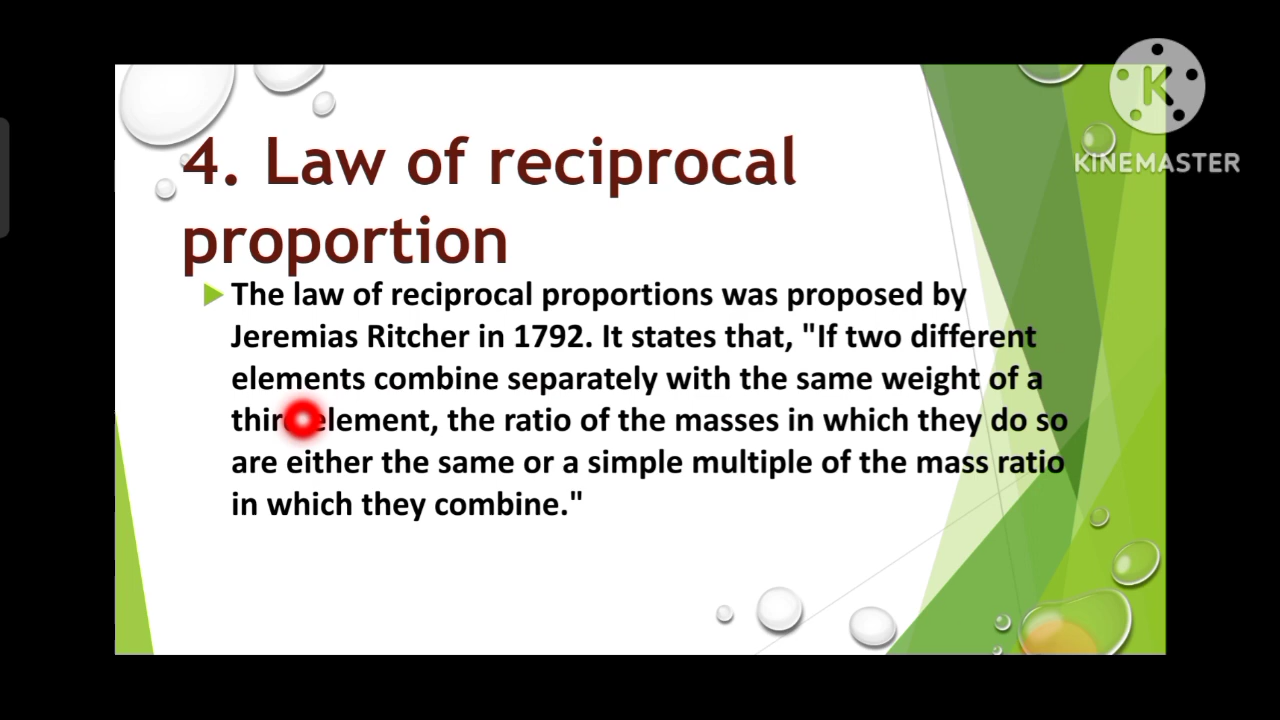 4. Law of reciprocal
proportion
The law of reciprocal proportions was proposed by
Jeremias Ritcher in 1792. It states that, "If two different
elements combine separately with the same weight of a
third element, the ratio of the masses in which they do so
are either the same or a simple multiple of the mass ratio
in which they combine."
K
KINEMASTER